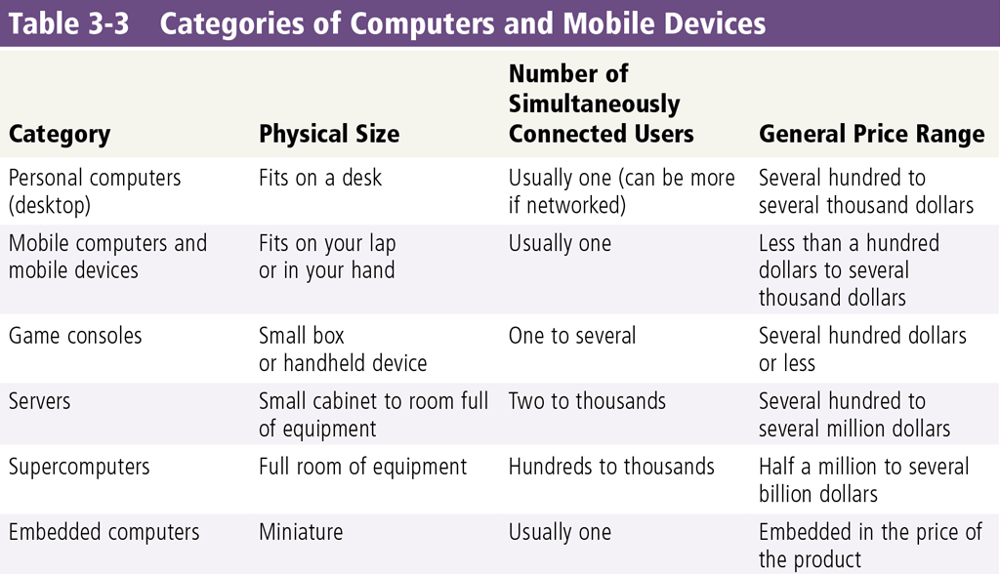 Table 3-3 Categories of Computers and Mobile Devices
Category
Physical Size
Number of
Simultaneously
Connected Users
General Price Range
Personal computers
(desktop)
Fits on a desk
Usually one (can be more
if networked)
Several hundred to
several thousand dollars
Mobile computers and
mobile devices
Fits on your lap
or in your hand
Usually one
Less than a hundred
dollars to several
thousand dollars
Game consoles
Small box
or handheld device
One to several
Several hundred dollars
or less
Servers
Small cabinet to room full
of equipment
Two to thousands
Several hundred to
several million dollars
Supercomputers
Full room of equipment
Hundreds to thousands
Half a million to several
billion dollars
Embedded computers
Miniature
Usually one
Embedded in the price of
the product